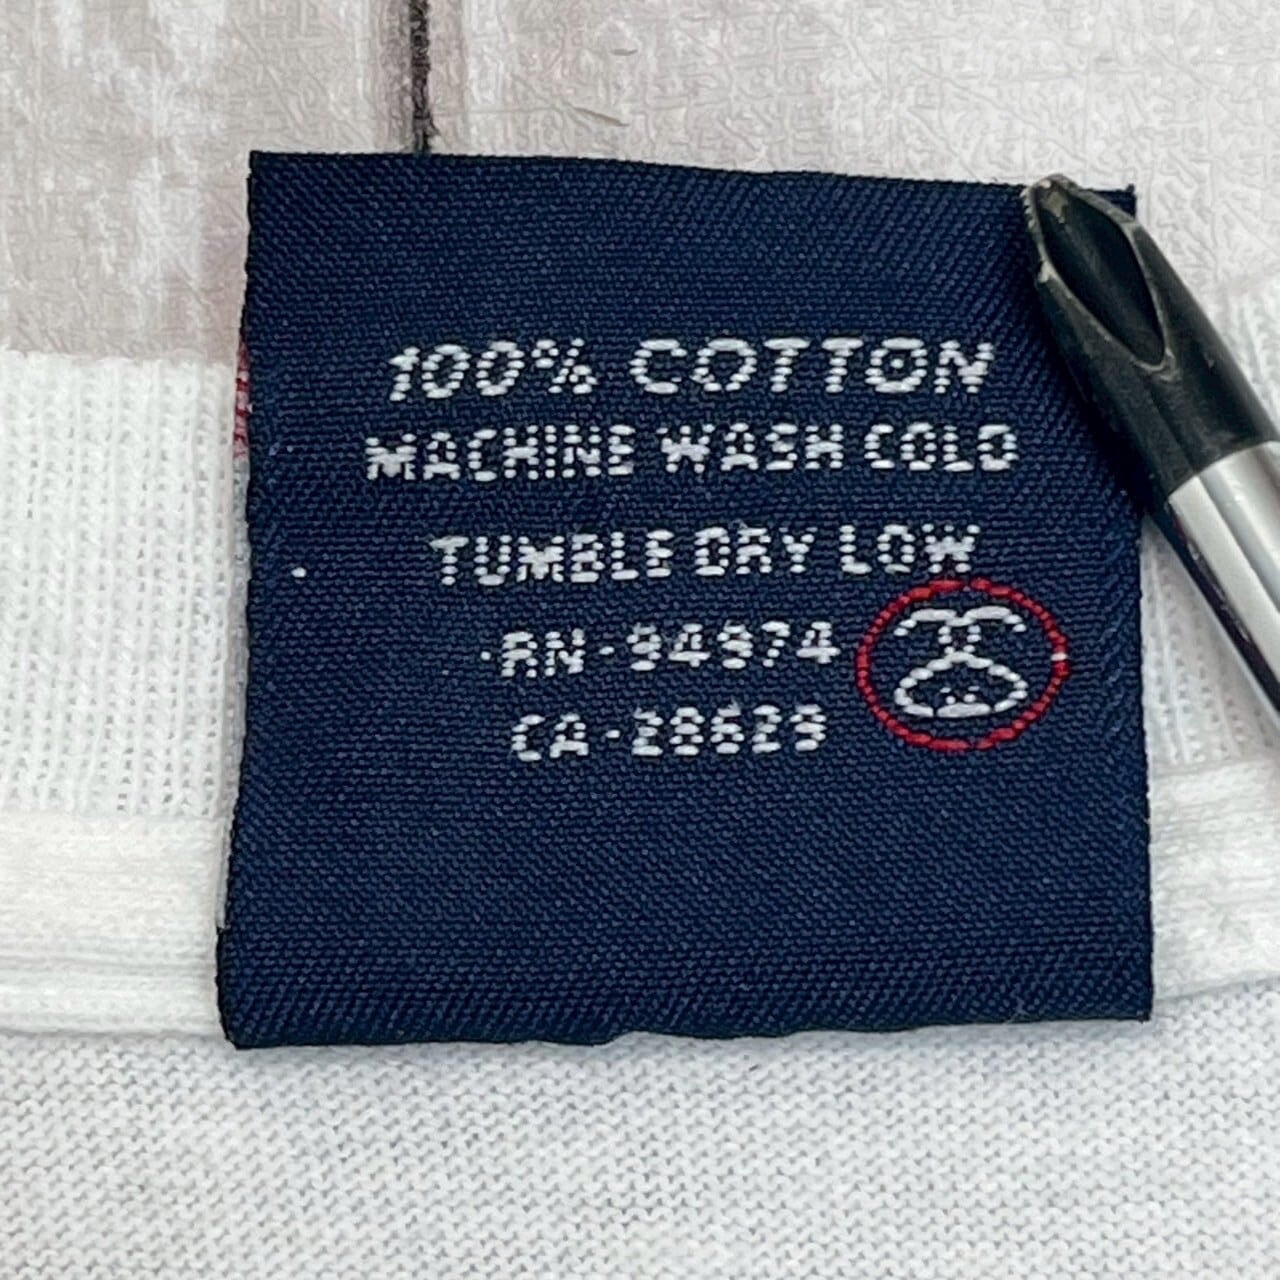 100% COTTON
MACHINE WASH COLD
TUMBLE DRY LOW
·RN-94974
CA-28629